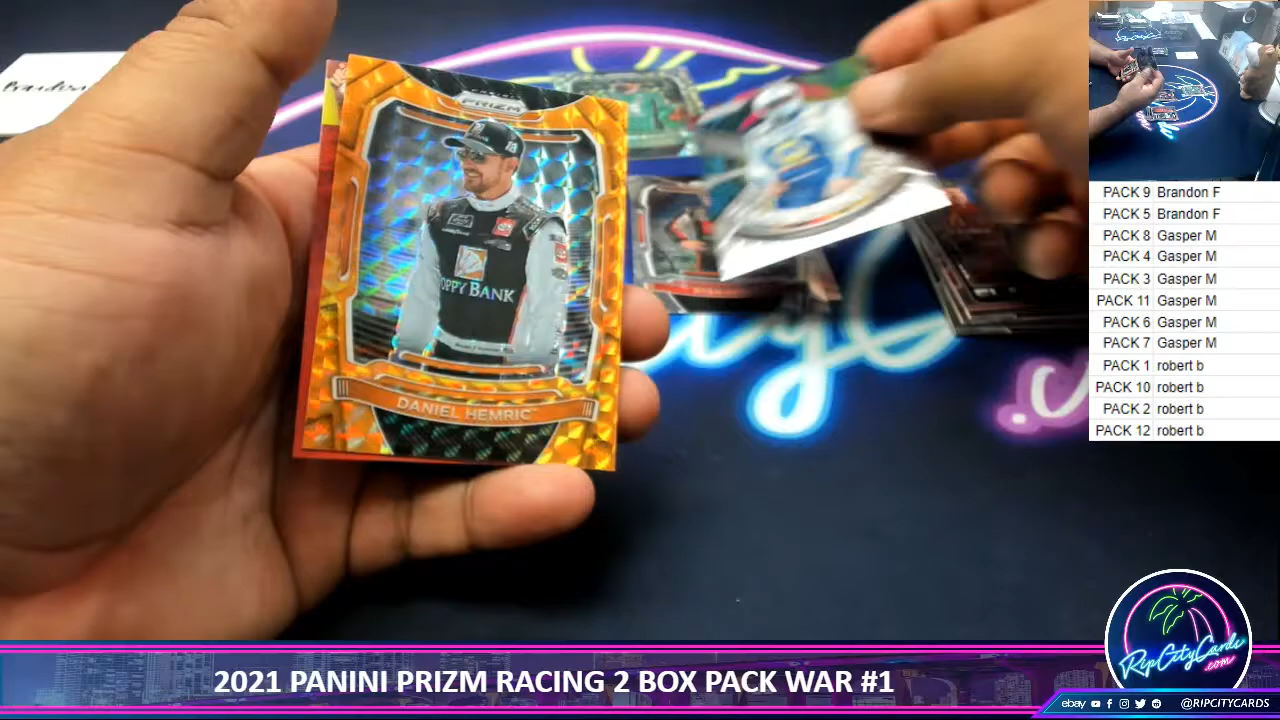 PRIZM
POPPY BANK
DANIEL HEMRIC
PACK 9 Brandon F
PACK 5 Brandon F
PACK 8 Gasper M
PACK 4 Gasper M
PACK 3 Gasper M
PACK 11 Gasper M
PACK 6 Gasper M
PACK 7 Gasper M
PACK 1 robert b
PACK 10 robert b
PACK 2 robert b
PACK 12 robert b
RipCityCards
.com
2021 PANINI PRIZM RACING 2 BOX PACK WAR #1
ebay @RIPCITYCARDS